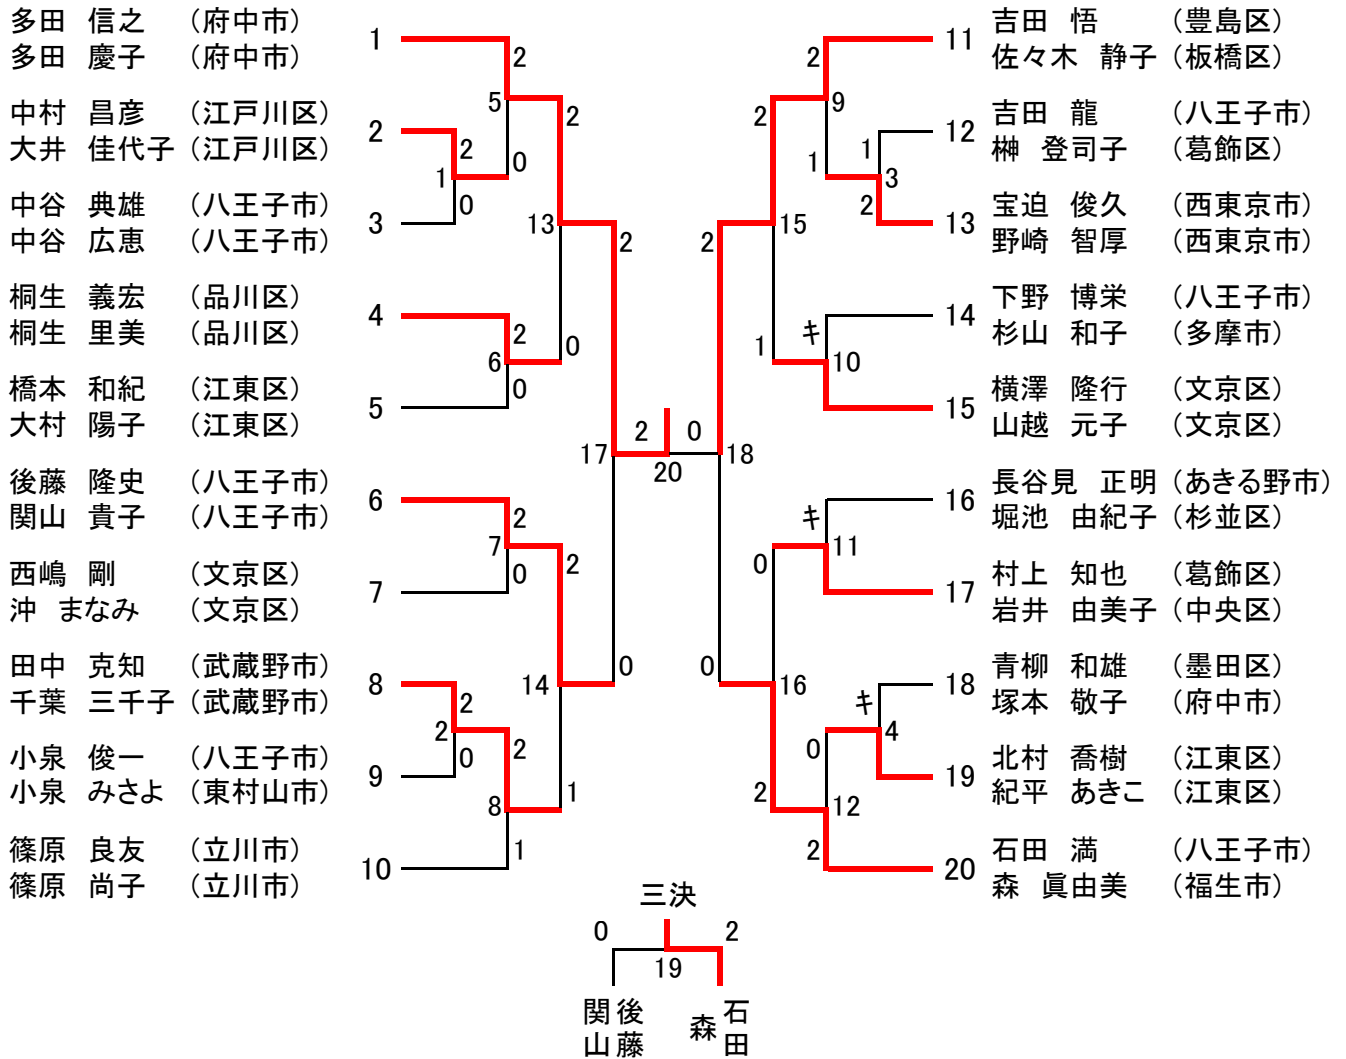 多田 信之 （府中市）
多田 慶子 （府中市）
1
中村 昌彦 （江戸川区）
大井 佳代子 （江戸川区）
2
中谷 典雄 （八王子市）
中谷 広恵 （八王子市）
3
桐生 義宏 （品川区）
桐生 里美 （品川区）
4
橋本 和紀 （江東区）
大村 陽子 （江東区）
5
後藤 隆史 （八王子市）
関山 貴子 （八王子市）
6
西嶋 剛 （文京区）
沖 まなみ （文京区）
7
田中 克知 （武蔵野市）
千葉 三千子 （武蔵野市）
8
小泉 俊一 （八王子市）
小泉 みさよ （東村山市）
9
篠原 良友 （立川市）
篠原 尚子 （立川市）
10
2
5
0
2
1
0
2
13
0
2
6
0
2
17
0
2
7
0
2
14
1
2
2
0
2
8
1
2 0
20
2
18
0
2
15
1
2
9
1
1
3
2
キ
10
0
16
2
キ
11
キ
4
0
12
2
11
吉田 悟 （豊島区）
佐々木 静子 （板橋区）
12
吉田 龍 （八王子市）
榊 登司子 （葛飾区）
13
宝迫 俊久 （西東京市）
野崎 智厚 （西東京市）
14
下野 博栄 （八王子市）
杉山 和子 （多摩市）
15
横澤 隆行 （文京区）
山越 元子 （文京区）
16
長谷見 正明 （あきる野市）
堀池 由紀子 （杉並区）
17
村上 知也 （葛飾区）
岩井 由美子 （中央区）
18
青柳 和雄 （墨田区）
塚本 敬子 （府中市）
19
北村 喬樹 （江東区）
紀平 あきこ （江東区）
20
石田 満 （八王子市）
森 眞由美 （福生市）
三決
0 2
19
後藤
関山
石田
森